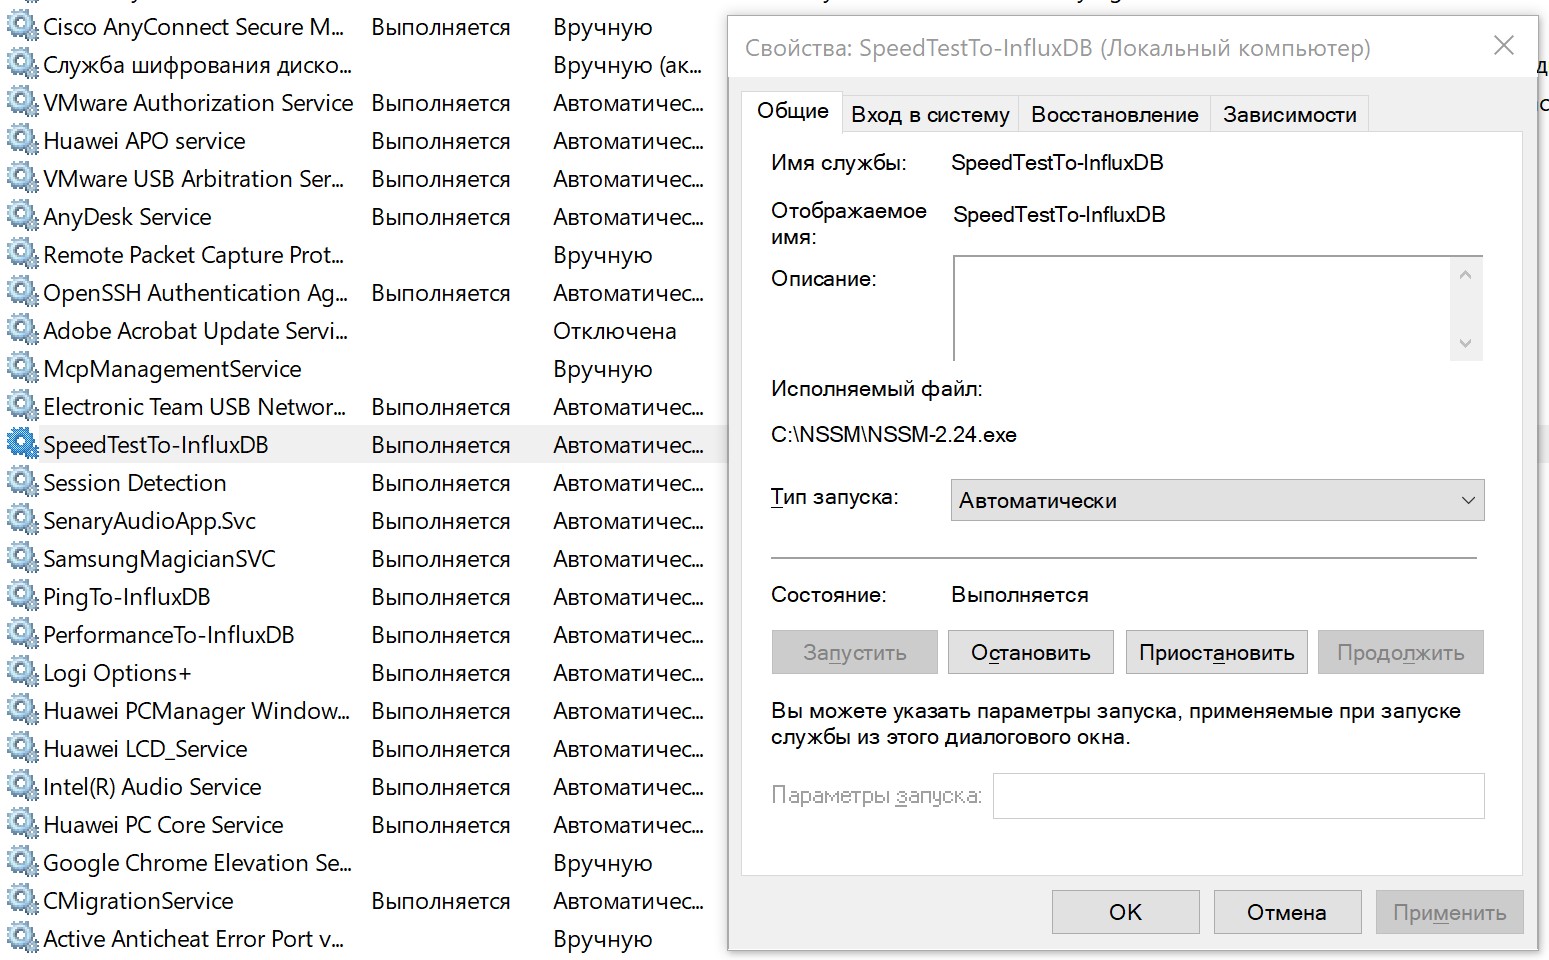 Cisco AnyConnect Secure M... Выполняется Вручную
Служба шифрования диско... Вручную (ак...
VMware Authorization Service Выполняется Автоматичес...
Huawei APO service Автоматичес...
VMware USB Arbitration Ser... Выполняется Автоматичес...
AnyDesk Service Выполняется Автоматичес...
Remote Packet Capture Prot... Вручную
OpenSSH Authentication Ag... Выполняется Автоматичес...
Adobe Acrobat Update Servi... Отключена
McpManagementService Вручную
Electronic Team USB Networ... Выполняется Автоматичес...
SpeedTestTo-InfluxDB Выполняется Автоматичес...
Session Detection Выполняется Автоматичес...
SenaryAudioApp.Svc Выполняется Автоматичес...
SamsungMagicianSVC Выполняется Автоматичес...
PingTo-InfluxDB Выполняется Автоматичес...
PerformanceTo-InfluxDB Выполняется Автоматичес...
Logi Options+ Выполняется Автоматичес...
Huawei PCManager Window... Выполняется Автоматичес...
Huawei LCD_Service Выполняется Автоматичес...
Intel(R) Audio Service Выполняется Автоматичес...
Huawei PC Core Service Выполняется Автоматичес...
Google Chrome Elevation Se... Вручную
CMigrationService Выполняется Автоматичес...
Active Anticheat Error Port v... Вручную
Свойства: SpeedTestTo-InfluxDB (Локальный компьютер)
Общие Вход в систему Восстановление Зависимости
Имя службы: SpeedTestTo-InfluxDB
Отображаемое имя: SpeedTestTo-InfluxDB
Описание:
Исполняемый файл:
C:\NSSM\NSSM-2.24.exe
Тип запуска: Автоматически
Состояние: Выполняется
Запустить Остановить Приостановить Продолжить
Вы можете указать параметры запуска, применяемые при запуске
службы из этого диалогового окна.
Параметры запуска:
OK Отмена Применить